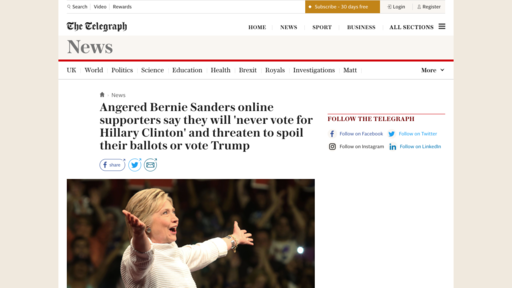 Search Video Rewards Subscribe - 30 days free Login Register
The Telegraph HOME NEWS SPORT BUSINESS ALL SECTIONS
News
UK World Politics Science Education Health Brexit Royals Investigations Matt More
News
Angered Bernie Sanders online
supporters say they will 'never vote for
Hillary Clinton' and threaten to spoil
their ballots or vote Trump
share
FOLLOW THE TELEGRAPH
Follow on Facebook Follow on Twitter
Follow on Instagram Follow on LinkedIn